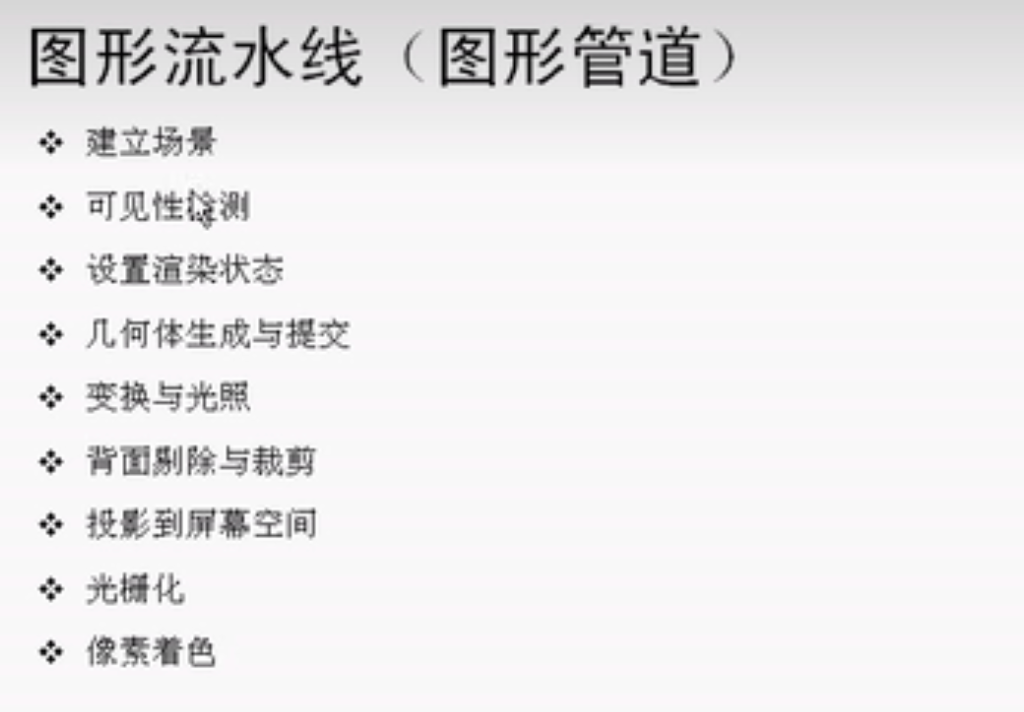 图形流水线（图形管道）
❖ 建立场景
❖ 可见性检测
❖ 设置渲染状态
❖ 几何体生成与提交
❖ 变换与光照
❖ 背面剔除与裁剪
❖ 投影到屏幕空间
❖ 光栅化
❖ 像素着色